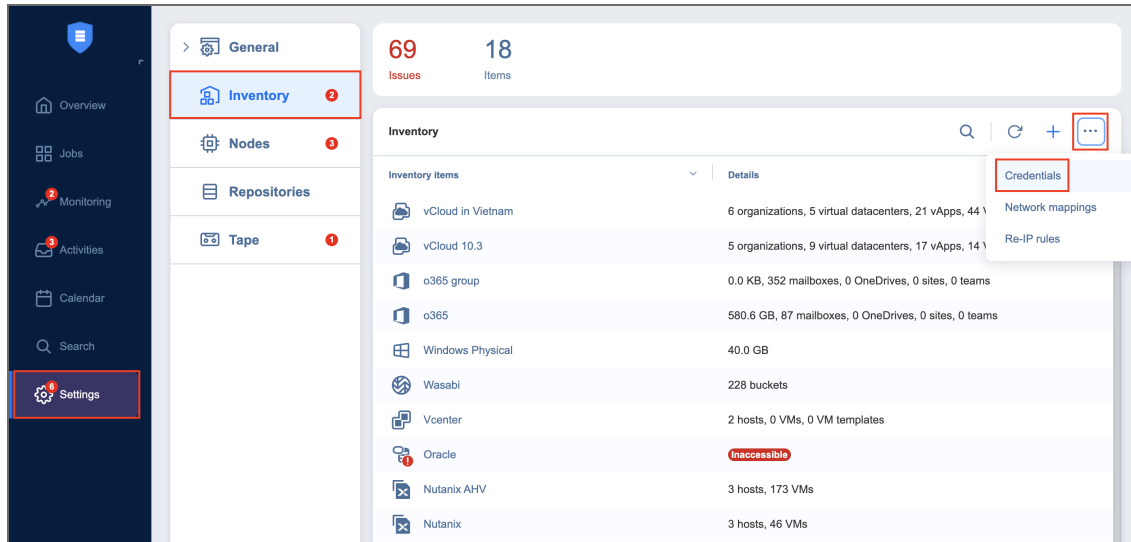 Overview
Jobs
2
Monitoring
3
Activities
Calendar
Search
6
Settings
General
Inventory 2
Nodes 3
Repositories
Tape 1
69 18
Issues Items
Inventory
Inventory items Details
vCloud in Vietnam 6 organizations, 5 virtual datacenters, 21 vApps, 44
vCloud 10.3 5 organizations, 9 virtual datacenters, 17 vApps, 14
o365 group 0.0 KB, 352 mailboxes, 0 OneDrives, 0 sites, 0 teams
o365 580.6 GB, 87 mailboxes, 0 OneDrives, 0 sites, 0 teams
Windows Physical 40.0 GB
Wasabi 228 buckets
Vcenter 2 hosts, 0 VMs, 0 VM templates
Oracle Inaccessible
Nutanix AHV 3 hosts, 173 VMs
Nutanix 3 hosts, 46 VMs
Credentials
Network mappings
Re-IP rules